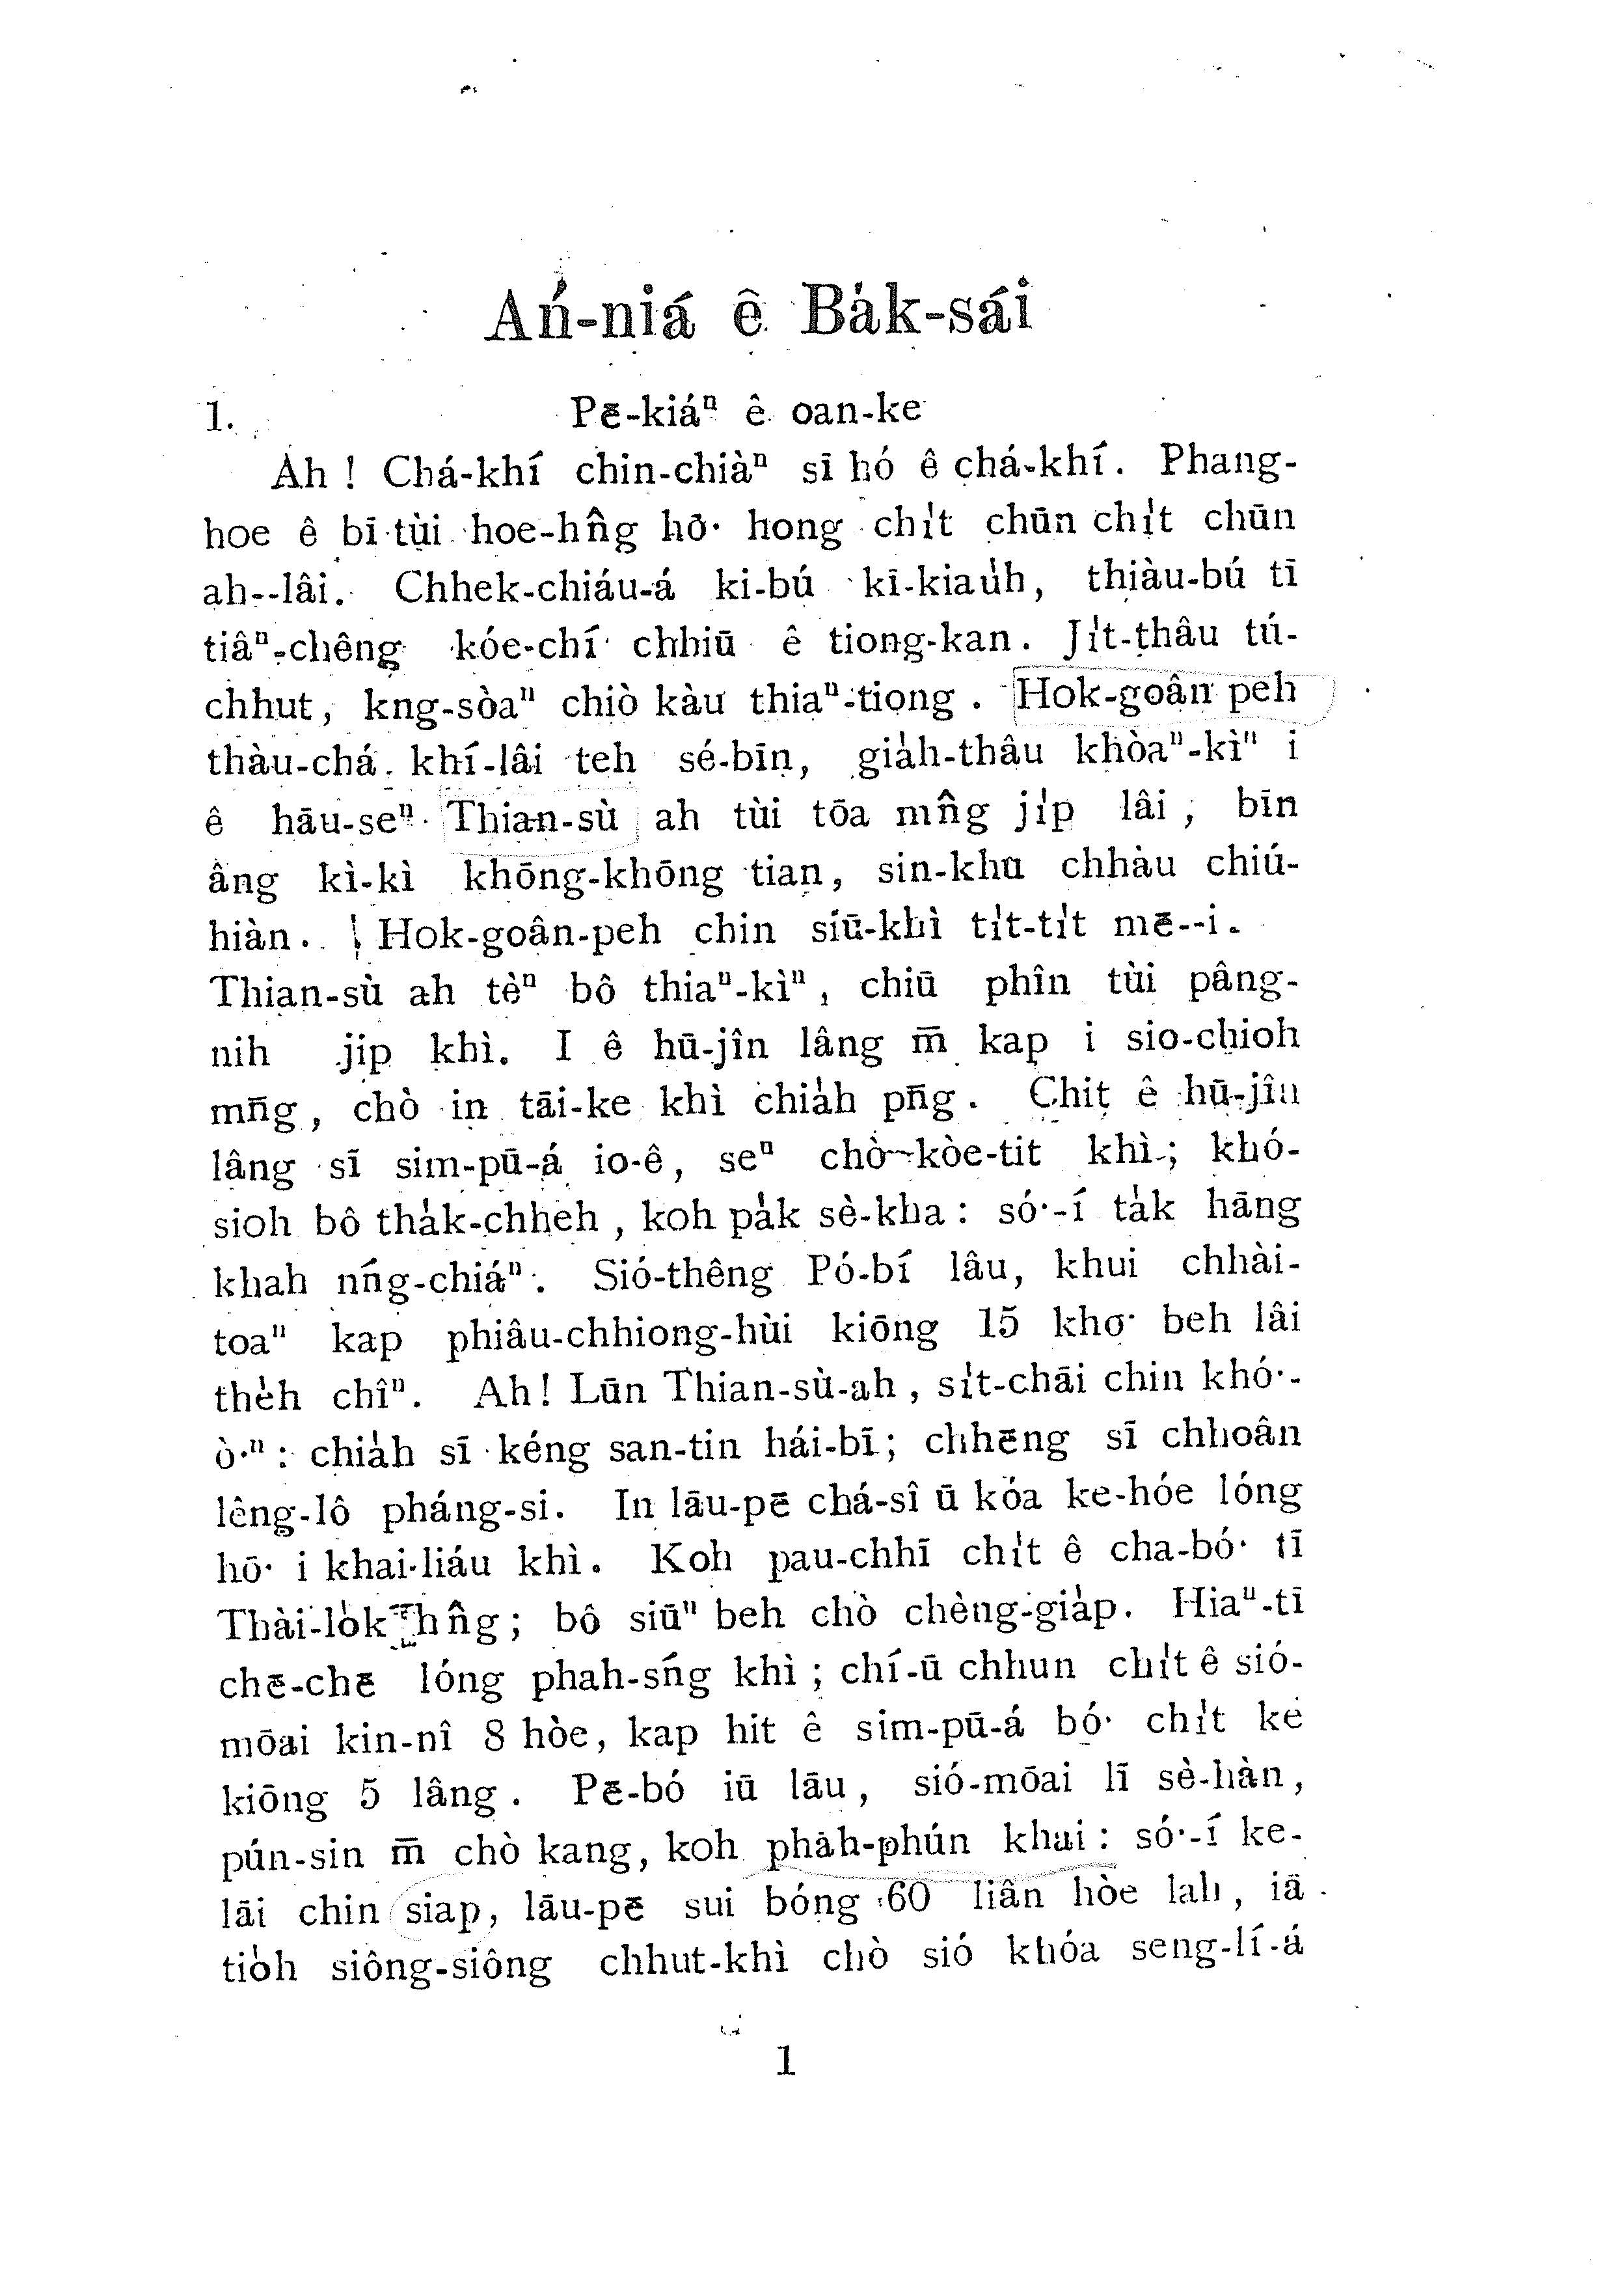 Ań-niá ê Ba̍k-sái
1. Pē-kiáⁿ ê oan-ke
Ah ! Chá-khí chin-chiàⁿ sī hó ê chá-khí. Phang-
hoe ê bī tùi hoe-hn̂g hō͘ hong chi̍t chūn chi̍t chūn
ah--lâi. Chhek-chiáu-á ki-bú kī-kiau̍h, thiàu-bú tī
tiâⁿ-chêng kóe-chí chhiū ê tiong-kan. Ji̍t-thâu tú-
chhut, kng-sòaⁿ chiò kàu thiaⁿ-tiong. Hok-goân peh
thàu-chá khí-lâi teh sé-bīn, gia̍h-thâu khòaⁿ-kìⁿ i
ê hāu-seⁿ Thian-sù ah tùi tōa mn̂g ji̍p lâi, bīn
âng kì-kì khōng-khōng tian, sin-khu chhàu chiú-
hiàn. Hok-goân-peh chin siū-khì ti̍t-ti̍t mē--i.
Thian-sù ah tèⁿ bô thiaⁿ-kìⁿ, chiū phîn tùi pâng-
nih jip khì. I ê hū-jîn lâng m̄ kap i sio-chioh
mn̄g, chò in tāi-ke khì chia̍h pn̄g. Chit ê hū-jîn
lâng sī sim-pū-á io-ê, seⁿ chò kòe-tit khì; khó-
sioh bô tha̍k-chheh, koh pa̍k sè-kha: só͘-í ta̍k hāng
khah nńg-chiáⁿ. Sió-thêng Pó-bí lâu, khui chhài-
toaⁿ kap phiâu-chhiong-hùi kiōng 15 kho͘ beh lâi
the̍h chîⁿ. Ah! Lūn Thian-sù-ah, si̍t-chāi chin khó͘-
ò͘ⁿ: chia̍h sī kéng san-tin hái-bī; chhēng sī chhoân
lêng-lô pháng-si. In lāu-pē chá-sî ū kóa ke-hóe lóng
hō͘ i khai-liáu khì. Koh pau-chhī chi̍t ê cha-bó͘ tī
Thài-lo̍k hn̂g; bô siūⁿ beh chò chèng-gia̍p. Hiaⁿ-tī
chē-chē lóng phah-sńg khì; chí-ū chhun chi̍t ê sió-
mōai kin-nî 8 hòe, kap hit ê sim-pū-á bó͘ chi̍t ke
kiōng 5 lâng. Pē-bó iū lāu, sió-mōai lī sè-hàn,
pún-sin m̄ chò kang, koh pha̍h-phún khai: só͘-í ke-
lāi chin siap, lāu-pē sui bóng 60 liân hòe lah, iā
tio̍h siông-siông chhut-khì chò sió khóa seng-lí-á
1